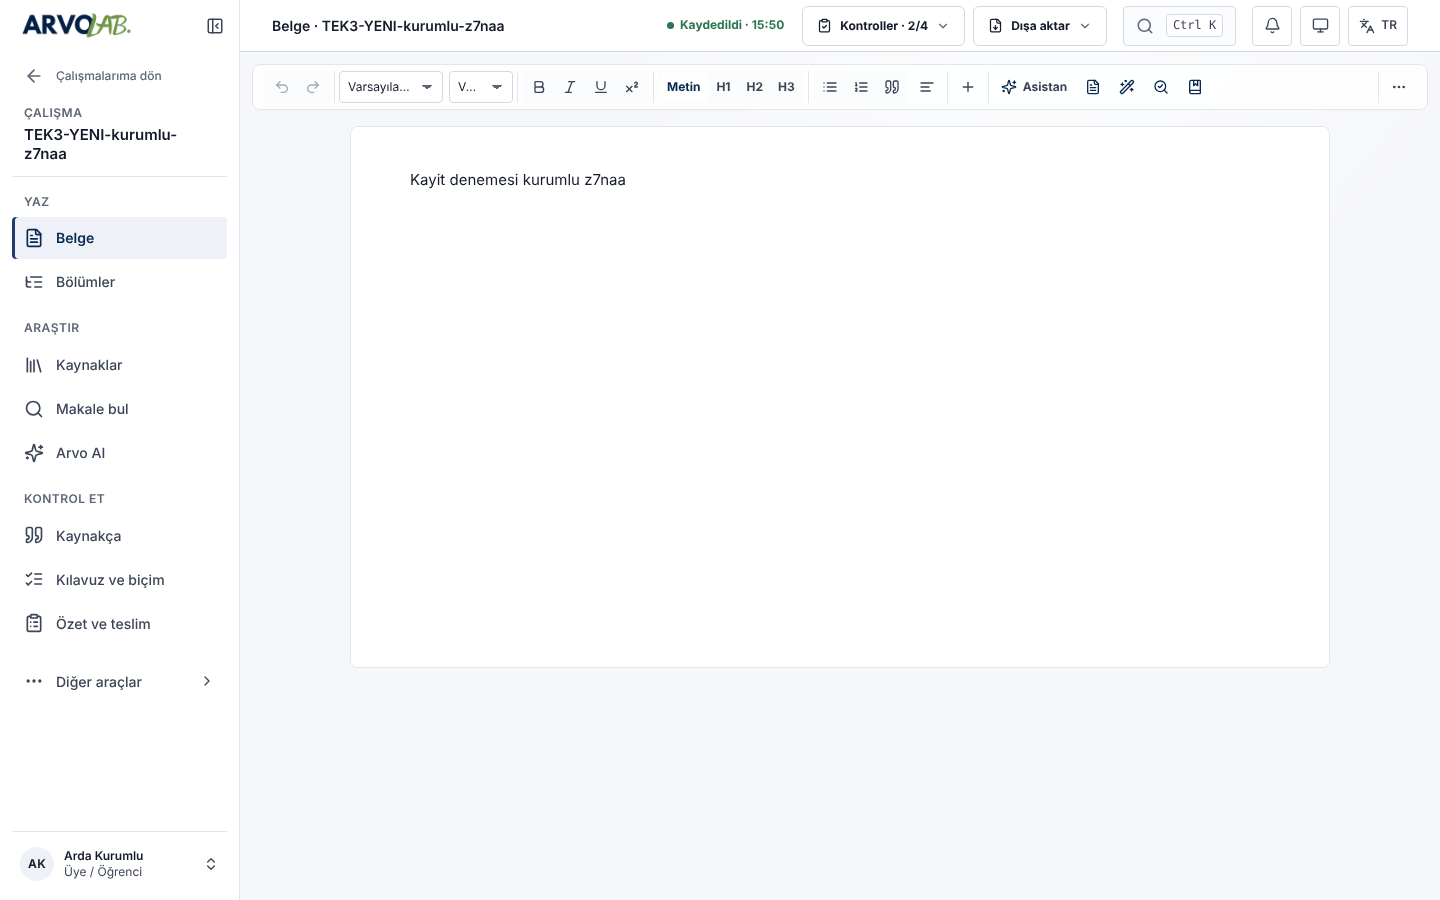 ARVOLAB.
Çalışmalarıma dön
ÇALIŞMA
TEK3-YENI-kurumlu-
z7naa
YAZ
Belge
Bölümler
ARAŞTIR
Kaynaklar
Makale bul
Arvo AI
KONTROL ET
Kaynakça
Kılavuz ve biçim
Özet ve teslim
Diğer araçlar
AK
Arda Kurumlu
Üye / Öğrenci
Belge · TEK3-YENI-kurumlu-z7naa
Kaydedildi · 15:50
Kontroller · 2/4
Dışa aktar
Ctrl K
TR
Varsayıla...
V...
B I U x²
Metin H1 H2 H3
Asistan
Kayit denemesi kurumlu z7naa